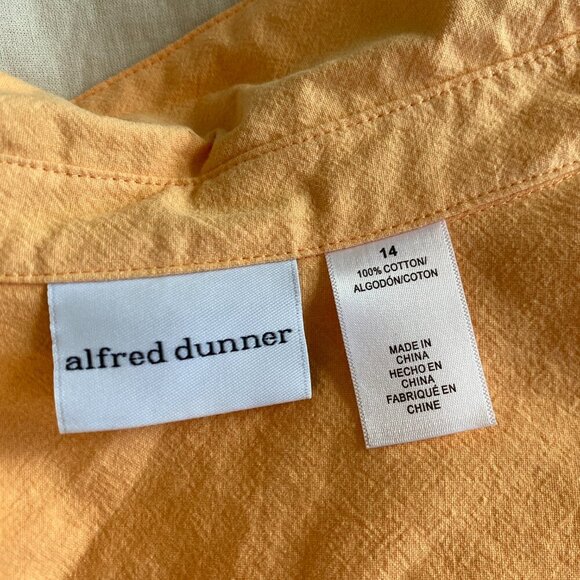 alfred dunner
14
100% COTTON/
ALGODÓN/COTON
MADE IN
CHINA
HECHO EN
CHINA
FABRIQUÉ EN
CHINE